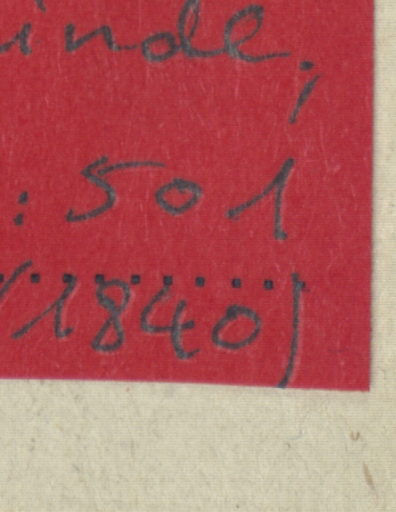 inde,
: 501
(1840)